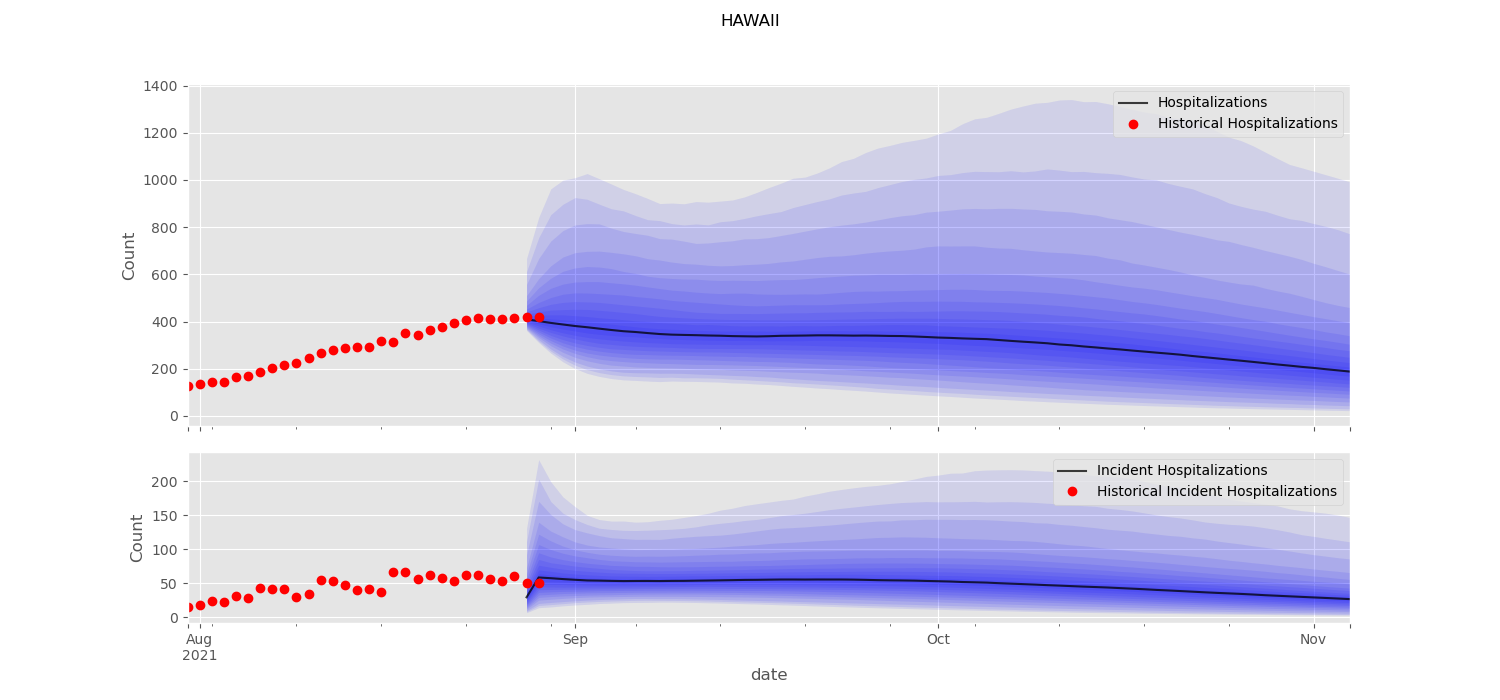 HAWAII
1400
1200
1000
800
600
400
200
0
Count
Hospitalizations
Historical Hospitalizations
200
150
100
50
0
Count
Incident Hospitalizations
Historical Incident Hospitalizations
Aug
2021
Sep
Oct
Nov
date